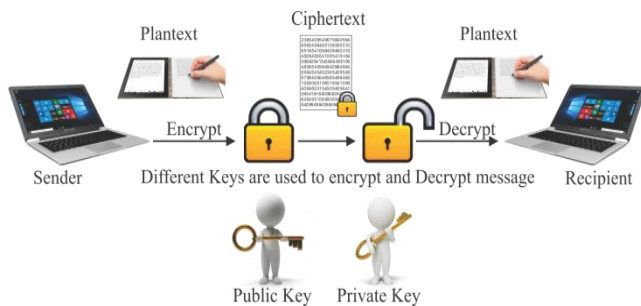 Ciphertext
Plantext
Plantext
Encrypt
Decrypt
Sender
Different Keys are used to encrypt and Decrypt message
Recipient
Public Key
Private Key